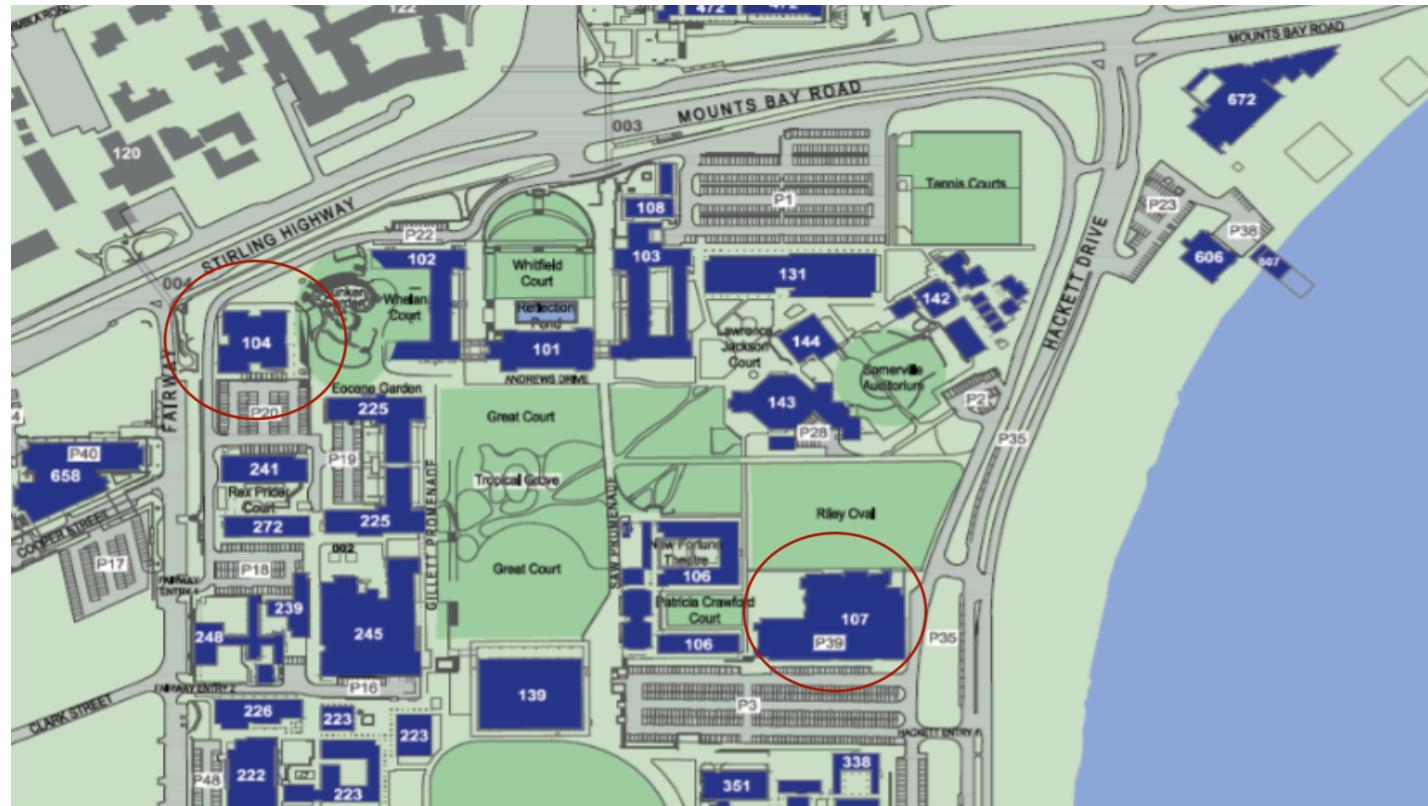 122
472
MOUNTS BAY ROAD
672
MOUNTS BAY ROAD
003
120
Tennis Courts
P1
108
P23
STIRLING HIGHWAY
P22
HACKETT DRIVE
P38
102
103
606
Whitfield
Court
131
004
Whelan
Court
142
Reflection
Pond
104
Lawrence
Jackson
Court
144
101
Somerville
Auditorium
ANDREWS DRIVE
FAIRWAY
Eocene Garden
P2
P20
225
143
Great Court
P28
P35
P40
658
241
P19
GILLETT PROMENADE
Tropical Grove
SAW PROMENADE
Rex Prider
Court
Riley Oval
272
225
COOPER STREET
002
New Fortune
Theatre
P17
P18
Great Court
106
FAIRWAY
ENTRY 1
239
Patricia Crawford
Court
107
248
245
P39
P35
106
FAIRWAY ENTRY 2
P16
139
P3
CLARK STREET
226
223
223
HACKETT ENTRY 1
P48
222
223
351
338